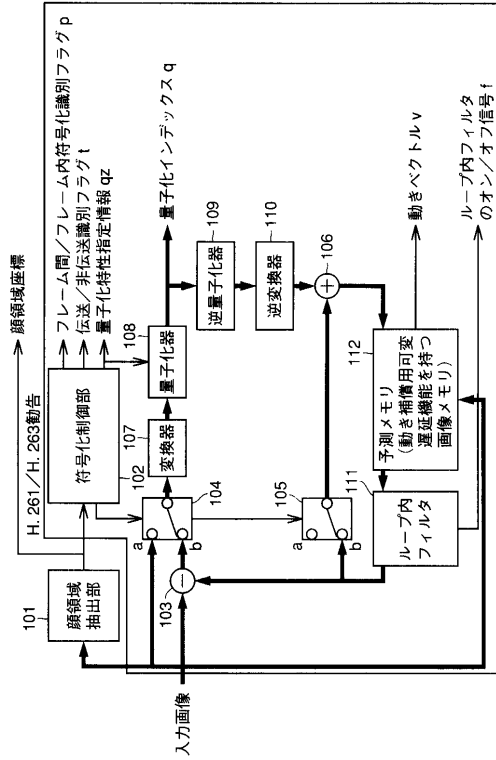 顔領域座標
フレーム間/フレーム内符号化識別フラグp
伝送/非伝送識別フラグt
量子化特性指定情報 qz
H. 261/H. 263勧告
101
顔領域
抽出部
符号化制御部
102
107
変換器
108
量子化器
量子化インデックスq
109
逆量子化器
110
逆変換器
入力画像
103
a
b
104
a
b
105
106
111
ループ内
フィルタ
112
予測メモリ
(動き補償用可変
遅延機能を持つ
画像メモリ)
動きベクトルv
ループ内フィルタ
のオン/オフ信号f